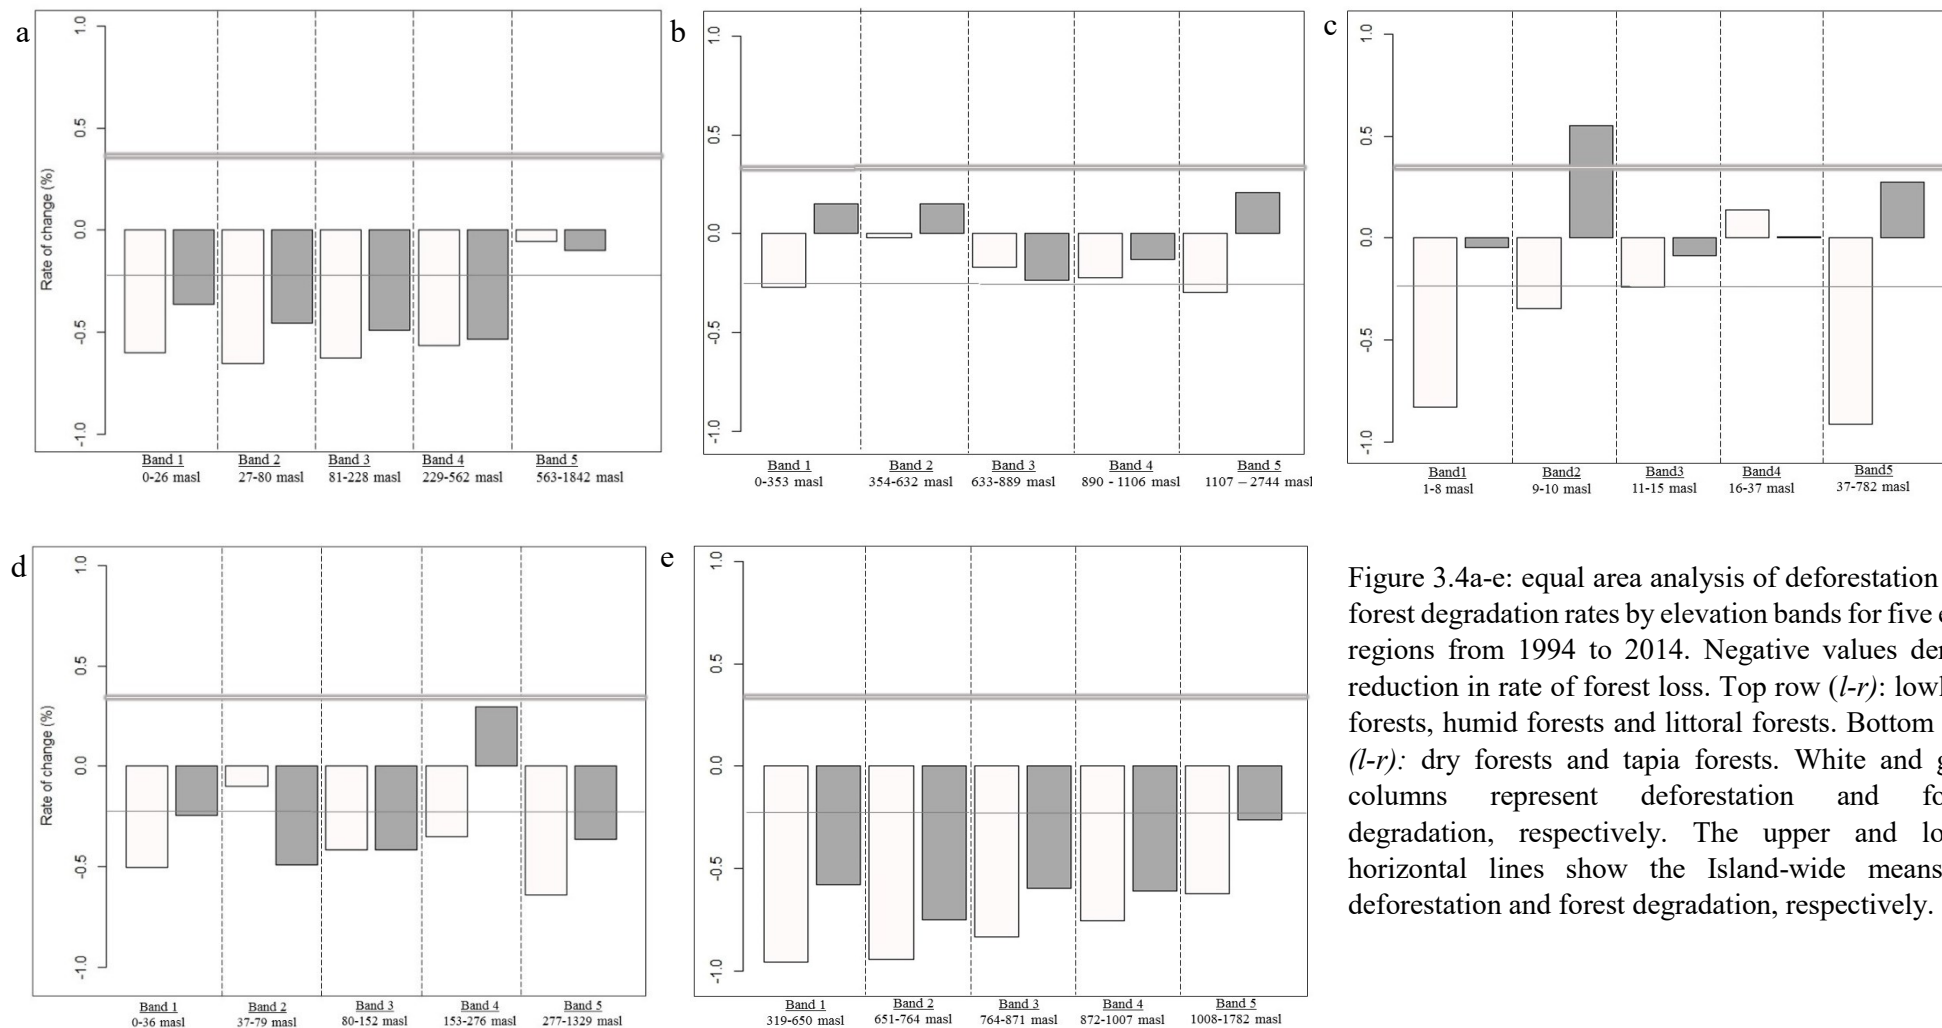 a
1.0
0.5
0.0
-0.5
-1.0
Rate of change (%)
Band 1
0-26 masl
Band 2
27-80 masl
Band 3
81-228 masl
Band 4
229-562 masl
Band 5
563-1842 masl
b
1.0
0.5
0.0
-0.5
-1.0
Band 1
0-353 masl
Band 2
354-632 masl
Band 3
633-889 masl
Band 4
890 - 1106 masl
Band 5
1107 – 2744 masl
c
1.0
0.5
0.0
-0.5
-1.0
Band1
1-8 masl
Band2
9-10 masl
Band3
11-15 masl
Band4
16-37 masl
Band5
37-782 masl
d
1.0
0.5
0.0
-0.5
-1.0
Rate of change (%)
Band 1
0-36 masl
Band 2
37-79 masl
Band 3
80-152 masl
Band 4
153-276 masl
Band 5
277-1329 masl
e
1.0
0.5
0.0
-0.5
-1.0
Band 1
319-650 masl
Band 2
651-764 masl
Band 3
764-871 masl
Band 4
872-1007 masl
Band 5
1008-1782 masl
Figure 3.4a-e: equal area analysis of deforestation
forest degradation rates by elevation bands for five
regions from 1994 to 2014. Negative values
reduction in rate of forest loss. Top row (l-r):
forests, humid forests and littoral forests. Bottom
(l-r): dry forests and tapia forests. White and
columns represent deforestation and
degradation, respectively. The upper and
horizontal lines show the Island-wide means
deforestation and forest degradation, respectively.